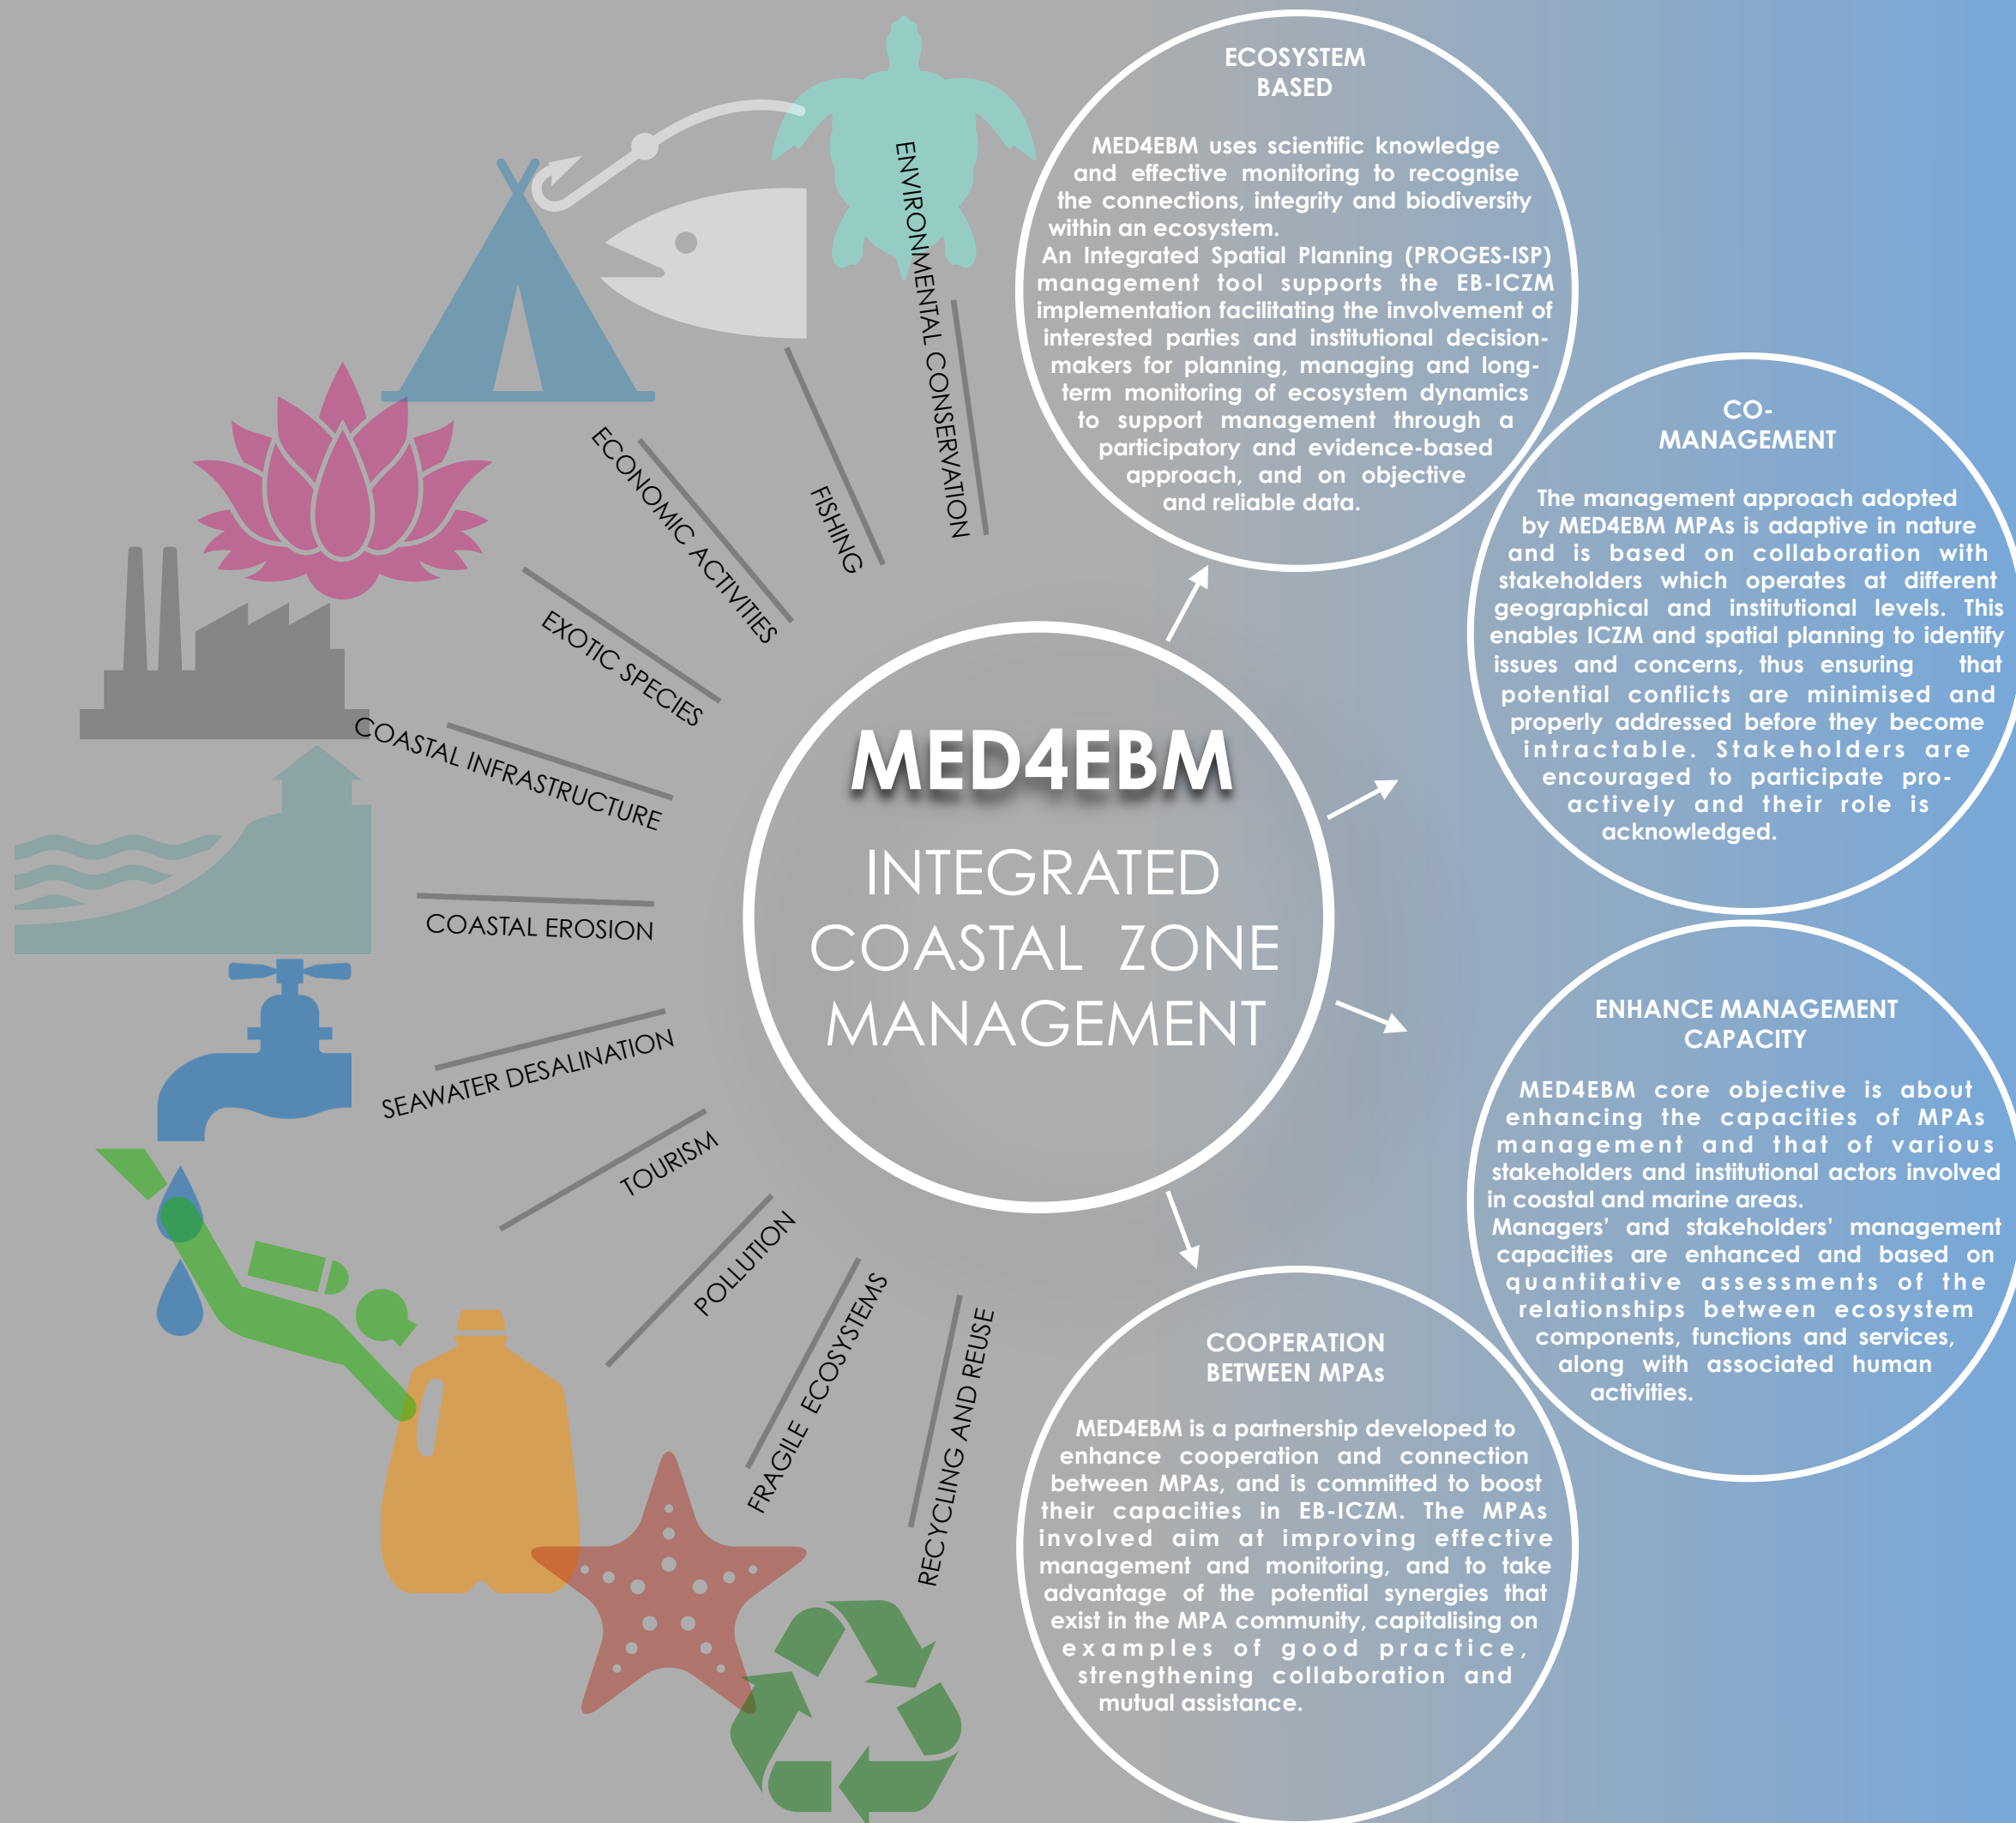 ENVIRONMENTAL CONSERVATION
FISHING
ECONOMIC ACTIVITIES
EXOTIC SPECIES
COASTAL INFRASTRUCTURE
COASTAL EROSION
SEAWATER DESALINATION
TOURISM
POLLUTION
FRAGILE ECOSYSTEMS
RECYCLING AND REUSE
MED4EBM
INTEGRATED
COASTAL ZONE
MANAGEMENT
ECOSYSTEM
BASED
MED4EBM uses scientific knowledge
and effective monitoring to recognise
the connections, integrity and biodiversity
within an ecosystem.
An Integrated Spatial Planning (PROGES-ISP)
management tool supports the EB-ICZM
implementation facilitating the involvement of
interested parties and institutional decision-
makers for planning, managing and long-
term monitoring of ecosystem dynamics
to support management through a
participatory and evidence-based
approach, and on objective
and reliable data.
CO-
MANAGEMENT
The management approach adopted
by MED4EBM MPAs is adaptive in nature
and is based on collaboration with
stakeholders which operates at different
geographical and institutional levels. This
enables ICZM and spatial planning to identify
issues and concerns, thus ensuring that
potential conflicts are minimised and
properly addressed before they become
intractable. Stakeholders are
encouraged to participate pro-
actively and their role is
acknowledged.
ENHANCE MANAGEMENT
CAPACITY
MED4EBM core objective is about
enhancing the capacities of MPAs
management and that of various
stakeholders and institutional actors involved
in coastal and marine areas.
Managers' and stakeholders' management
capacities are enhanced and based on
quantitative assessments of the
relationships between ecosystem
components, functions and services,
along with associated human
activities.
COOPERATION
BETWEEN MPAs
MED4EBM is a partnership developed to
enhance cooperation and connection
between MPAs, and is committed to boost
their capacities in EB-ICZM. The MPAs
involved aim at improving effective
management and monitoring, and to take
advantage of the potential synergies that
exist in the MPA community, capitalising on
examples of good practice,
strengthening collaboration and
mutual assistance.